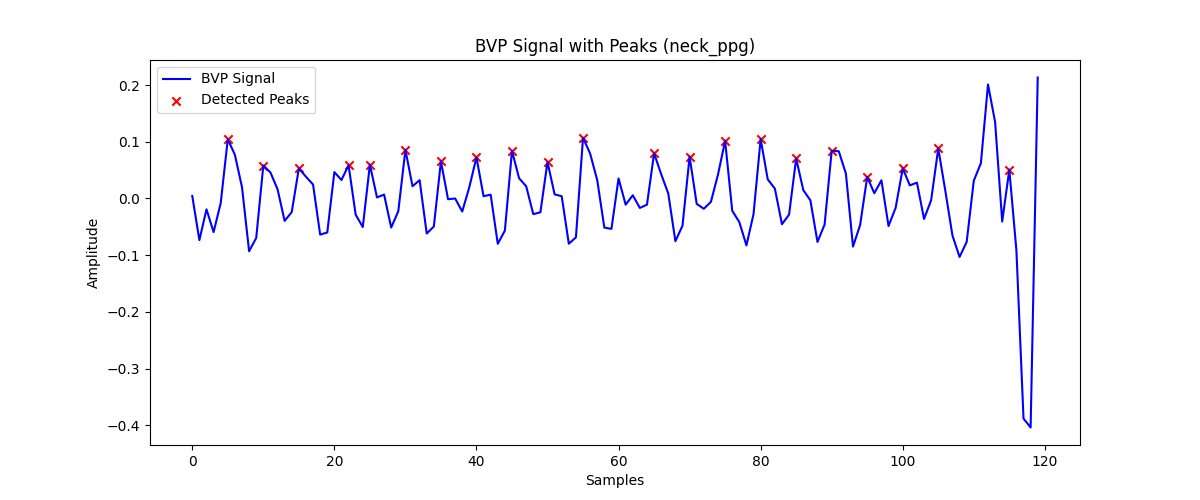 BVP Signal with Peaks (neck_ppg)
BVP Signal
Detected Peaks
0.2
0.1
0.0
−0.1
−0.2
−0.3
−0.4
Amplitude
0 20 40 60 80 100 120
Samples